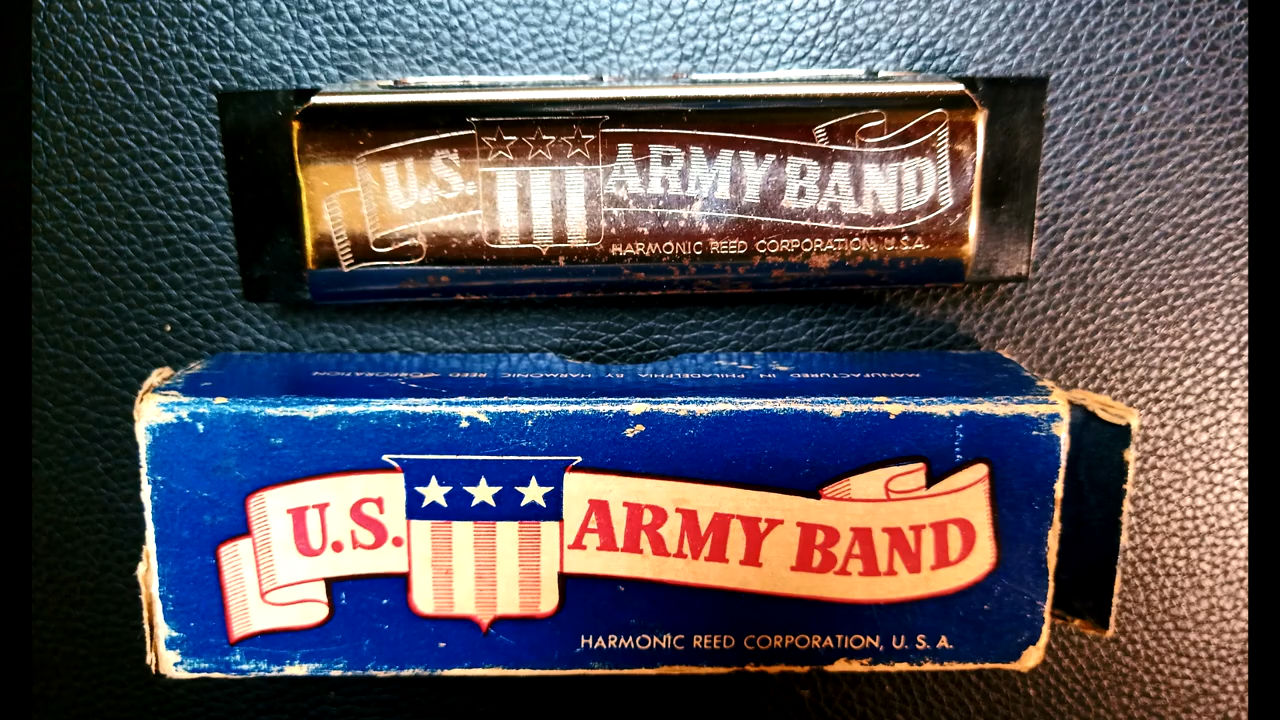 U.S. ARMY BAND
HARMONIC REED CORPORATION, U.S.A.
MANUFACTURED IN PHILADELPHIA BY HARMONIC REED CORPORATION
U.S. ARMY BAND
HARMONIC REED CORPORATION, U. S. A.